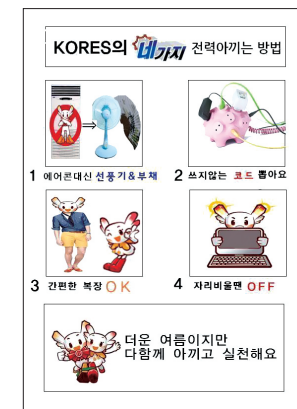 KORES의 네가지 전력아끼는 방법
1 에어콘대신 선풍기&부채
2 쓰지않는 코드 뽑아요
3 간편한 복장 OK
4 자리비울땐 OFF
더운 여름이지만
다함께 아끼고 실천해요